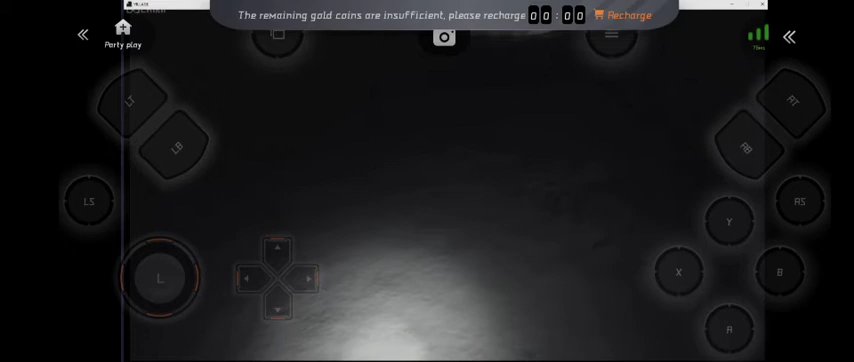 The remaining gold coins are insufficient, please recharge 00:00 Recharge
Party play
70ms
LT
RT
LB
RB
LS
RS
Y
L
X
B
A